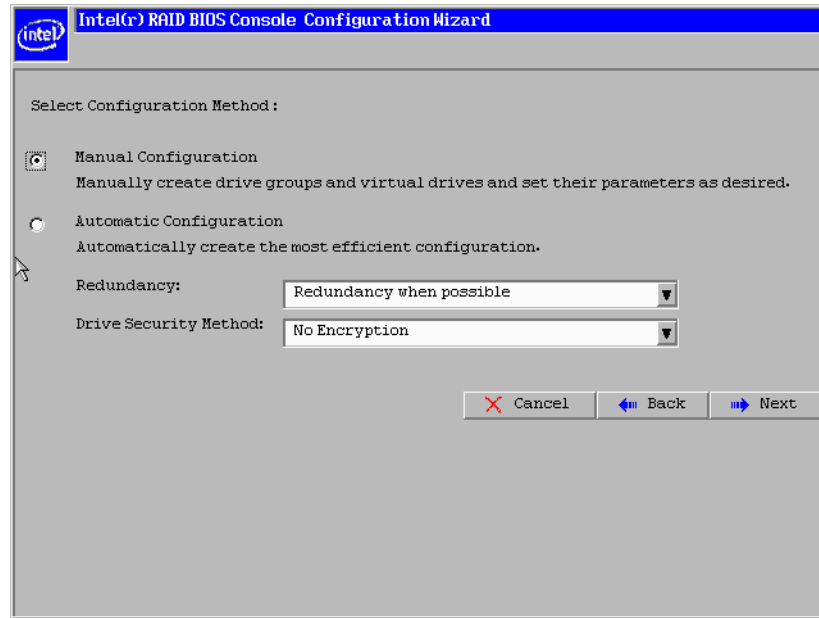 intel
Intel(r) RAID BIOS Console Configuration Wizard
Select Configuration Method:
Manual Configuration
Manually create drive groups and virtual drives and set their parameters as desired.
Automatic Configuration
Automatically create the most efficient configuration.
Redundancy: Redundancy when possible
Drive Security Method: No Encryption
Cancel Back Next